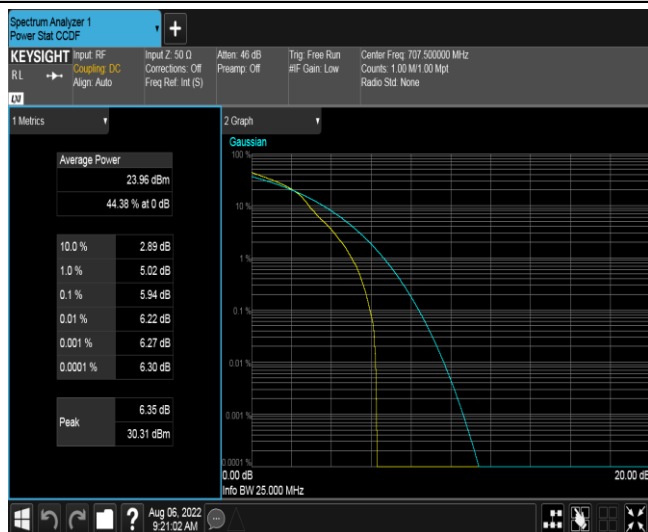 Spectrum Analyzer 1
Power Stat CCDF
+
KEYSIGHT
RL
Input: RF
Coupling: DC
Align: Auto
Input Z: 50 Ω
Corrections: Off
Freq Ref: Int (S)
Atten: 46 dB
Preamp: Off
Trig: Free Run
#IF Gain: Low
Center Freq: 707.500000 MHz
Counts: 1.00 M/1.00 Mpt
Radio Std: None
LXI
1 Metrics
Average Power
23.96 dBm
44.38 % at 0 dB
10.0 % 2.89 dB
1.0 % 5.02 dB
0.1 % 5.94 dB
0.01 % 6.22 dB
0.001 % 6.27 dB
0.0001 % 6.30 dB
Peak
6.35 dB
30.31 dBm
2 Graph
Gaussian
100 %
10 %
1 %
0.1 %
0.01 %
0.001 %
0.0001 %
0.00 dB
20.00 dB
Info BW 25.000 MHz
?
Aug 06, 2022
9:21:02 AM